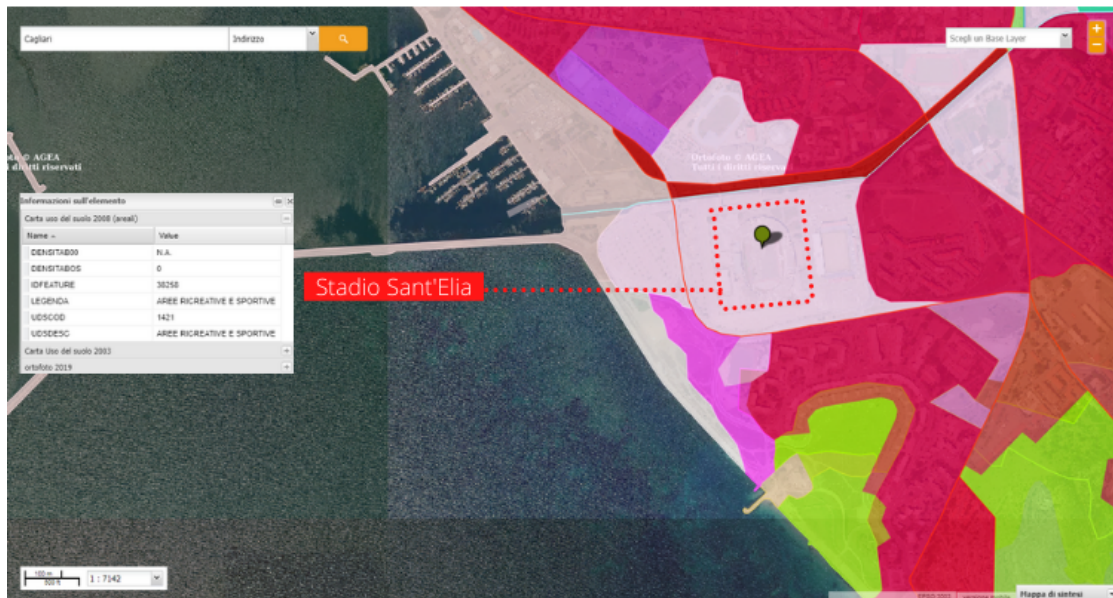 Cagliari
Indirizzo
Scegli un Base Layer
+
−
© AGEA
i diritti riservati
Ortofoto © AGEA
Tutti i diritti riservati
Informazioni sull'elemento
Carta uso del suolo 2008 (areali)
Name
Value
DENSITAB00
N.A.
DENSITABOS
0
IDFEATURE
38258
LEGENDA
AREE RICREATIVE E SPORTIVE
UDSCOD
1421
UDSDESC
AREE RICREATIVE E SPORTIVE
Carta Uso del suolo 2003
ortofoto 2019
Stadio Sant'Elia
100 m
500 ft
1 : 7142
Mappa di sintesi